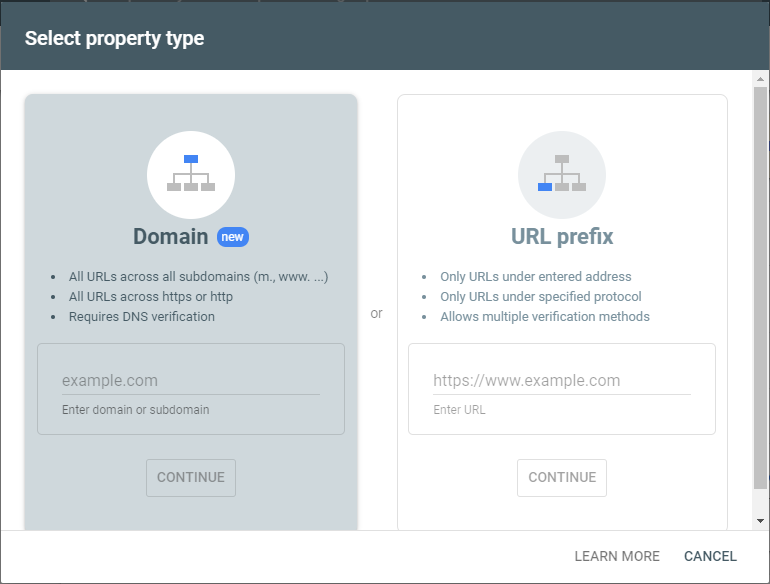 Select property type
Domain new
• All URLs across all subdomains (m., www. ...)
• All URLs across https or http
• Requires DNS verification
example.com
Enter domain or subdomain
CONTINUE
or
URL prefix
• Only URLs under entered address
• Only URLs under specified protocol
• Allows multiple verification methods
https://www.example.com
Enter URL
CONTINUE
LEARN MORE CANCEL